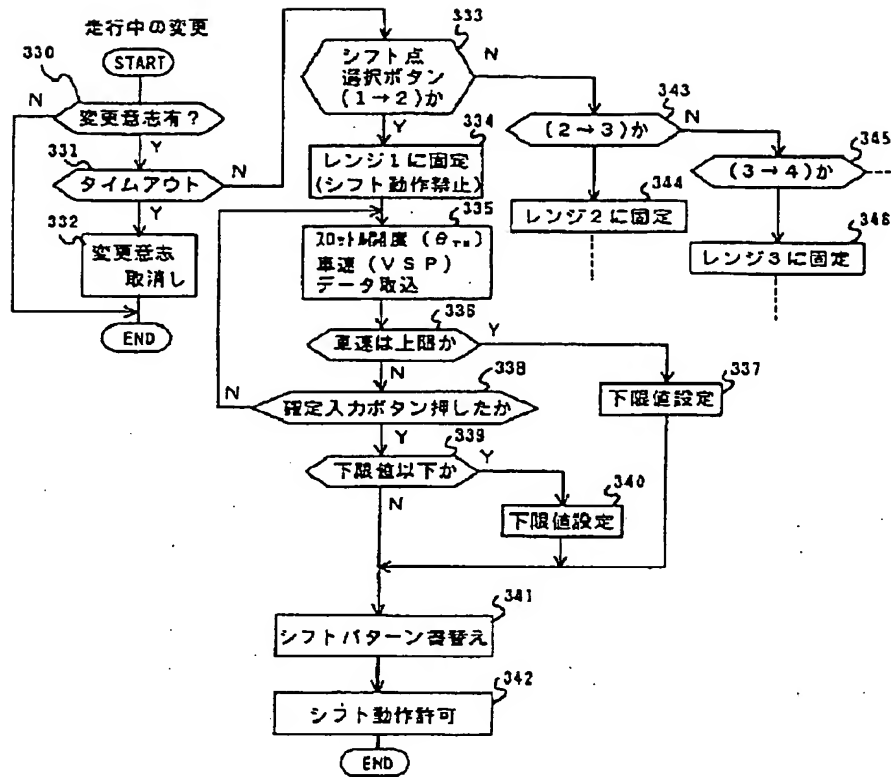 走行中の変更
START
330
変更意志有?
N
Y
331
タイムアウト
N
Y
332
変更意志
取消し
END
333
シフト点
選択ボタン
(1→2)か
N
Y
334
レンジ1に固定
(シフト動作禁止)
335
スロットル開度(θTH)
車速(VSP)
データ取込
336
車速は上限か
Y
N
337
下限値設定
338
確定入力ボタン押したか
N
Y
339
下限値以下か
Y
N
340
下限値設定
341
シフトパターン書替え
342
シフト動作許可
END
343
(2→3)か
N
344
レンジ2に固定
345
(3→4)か
346
レンジ3に固定